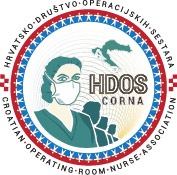 HRVATSKO·DRUŠTVO·OPERACIJSKIH·SESTARA
HDOS
CORNA
CROATIAN·OPERATING·ROOM·NURSE·ASSOCIATION